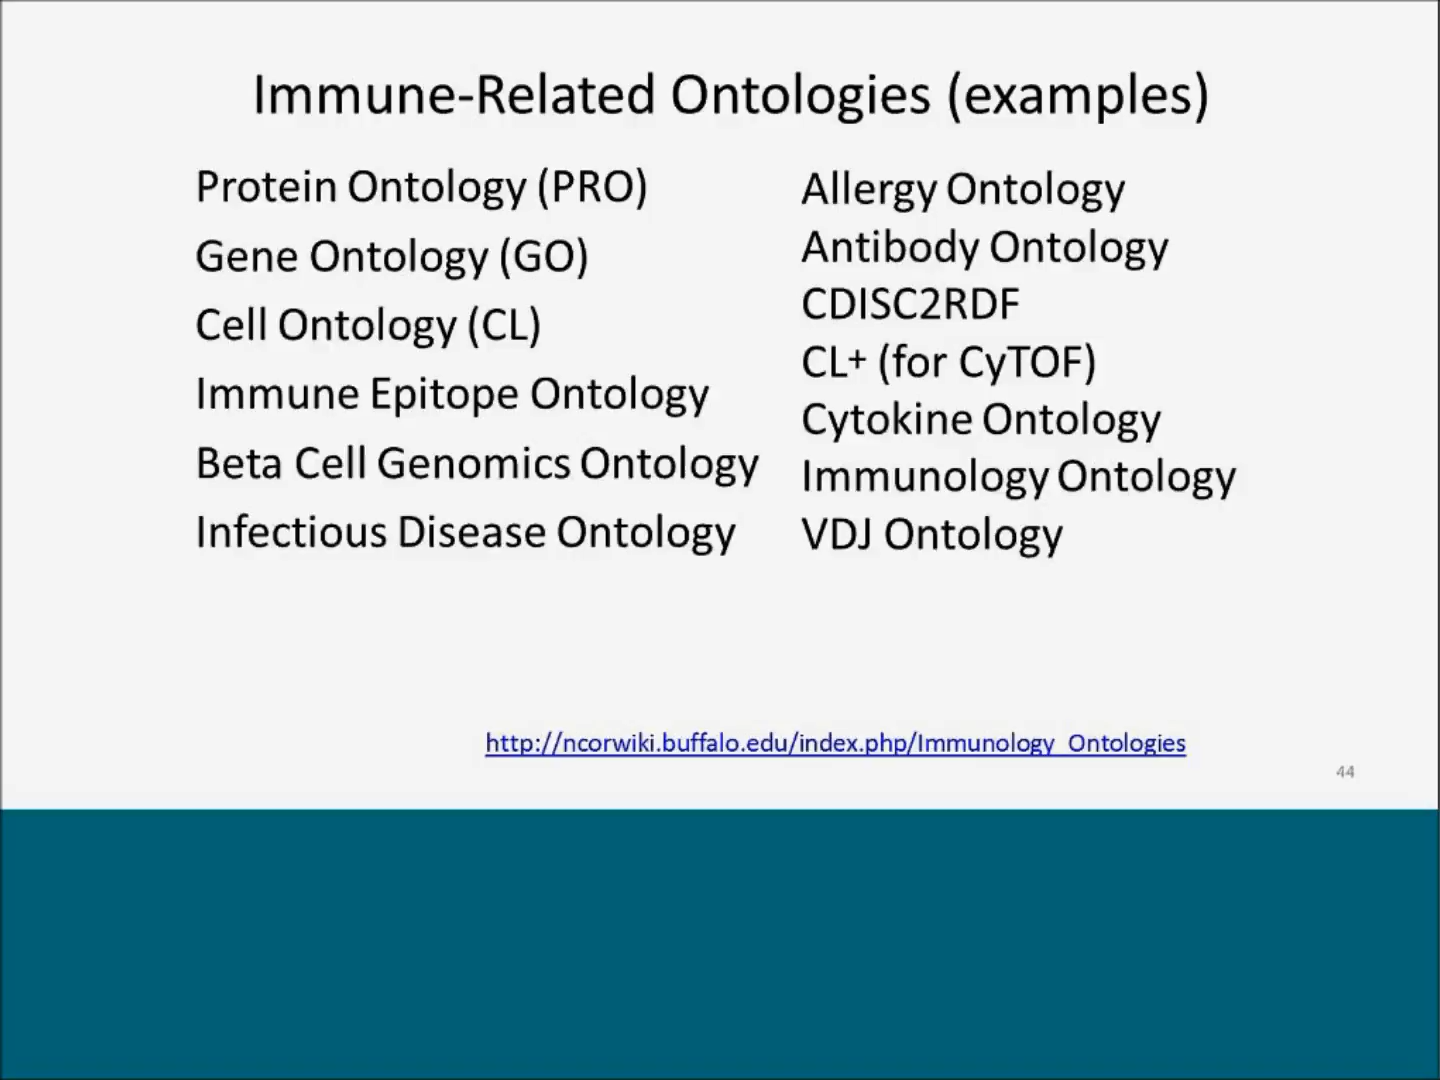 Immune-Related Ontologies (examples)
Protein Ontology (PRO)
Gene Ontology (GO)
Cell Ontology (CL)
Immune Epitope Ontology
Beta Cell Genomics Ontology
Infectious Disease Ontology
Allergy Ontology
Antibody Ontology
CDISC2RDF
CL+ (for CyTOF)
Cytokine Ontology
Immunology Ontology
VDJ Ontology
http://ncorwiki.buffalo.edu/index.php/Immunology_Ontologies
44